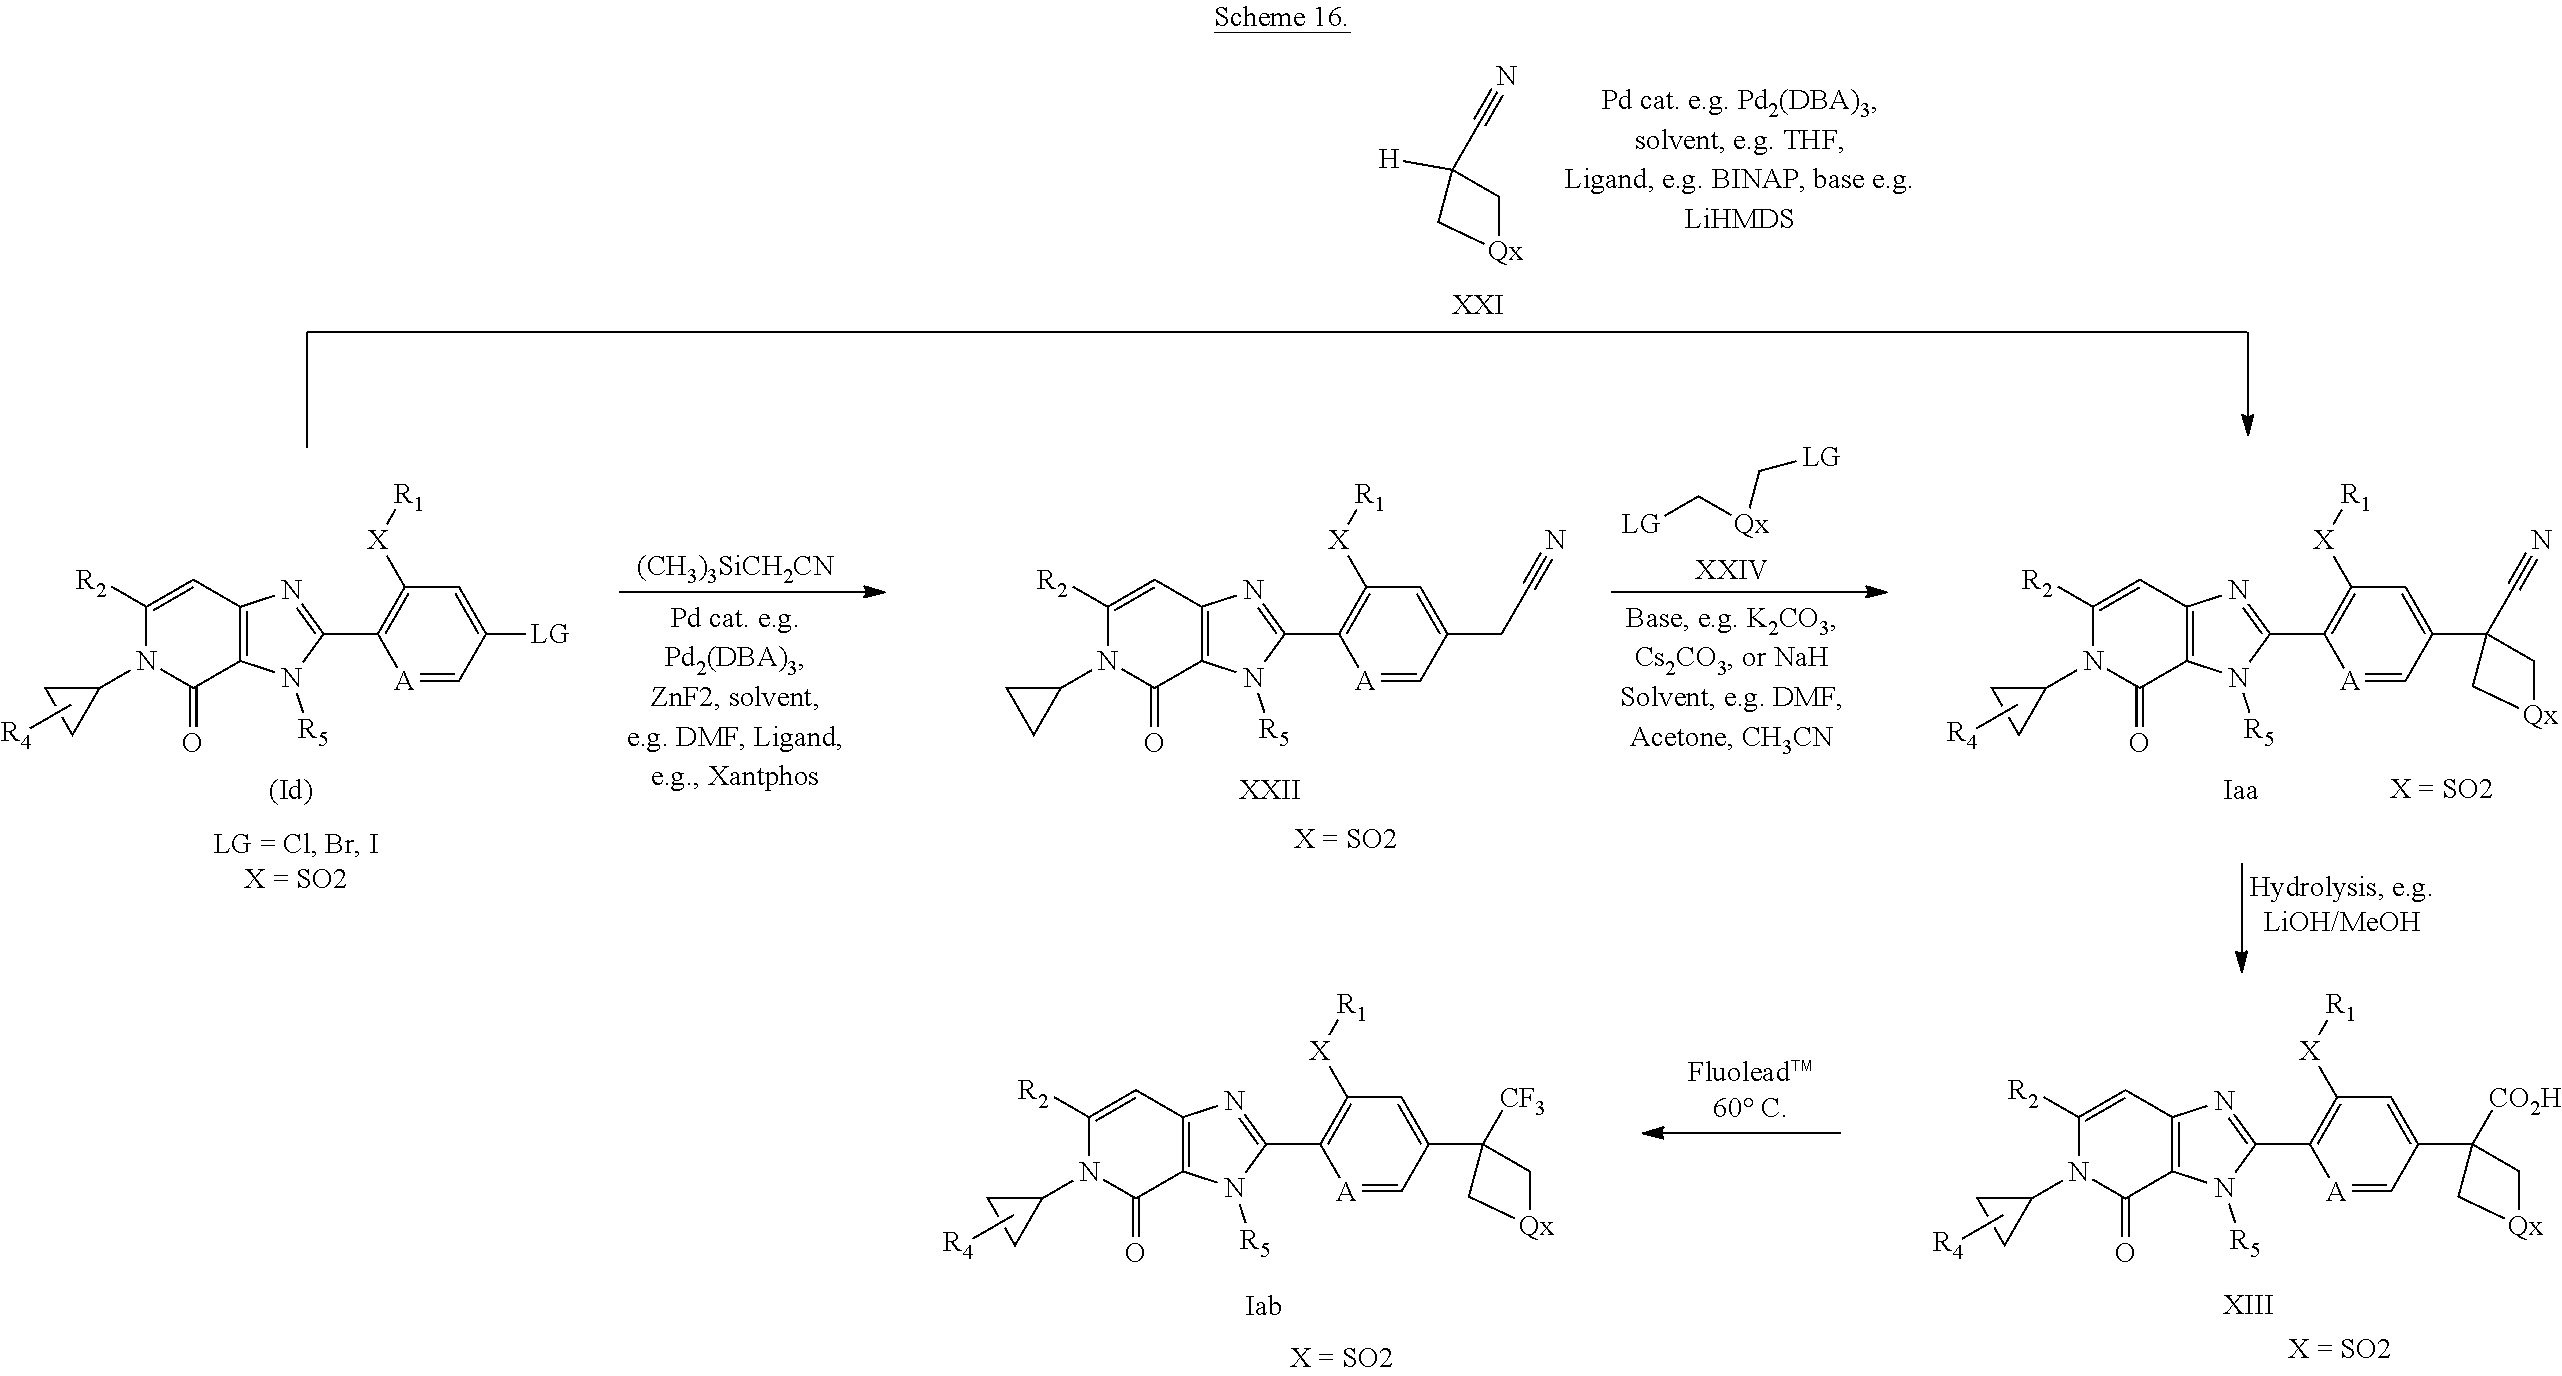 Scheme 16.
N
H
Qx
XXI
Pd cat. e.g. Pd2(DBA)3,
solvent, e.g. THF,
Ligand, e.g. BINAP, base e.g.
LiHMDS
R1
X
R2
N
LG
N
N
A
R4
O
R5
(Id)
LG = Cl, Br, I
X = SO2
(CH3)3SiCH2CN
Pd cat. e.g.
Pd2(DBA)3,
ZnF2, solvent,
e.g. DMF, Ligand,
e.g., Xantphos
R1
X
N
R2
N
N
N
A
O
R5
XXII
X = SO2
LG
LG
Qx
XXIV
Base, e.g. K2CO3,
Cs2CO3, or NaH
Solvent, e.g. DMF,
Acetone, CH3CN
R1
X
N
R2
N
N
N
A
Qx
R4
O
R5
Iaa
X = SO2
Hydrolysis, e.g.
LiOH/MeOH
R1
X
CO2H
R2
N
N
N
A
Qx
R4
O
R5
XIII
X = SO2
Fluolead™
60° C.
R1
X
CF3
R2
N
N
N
A
Qx
R4
O
R5
Iab
X = SO2